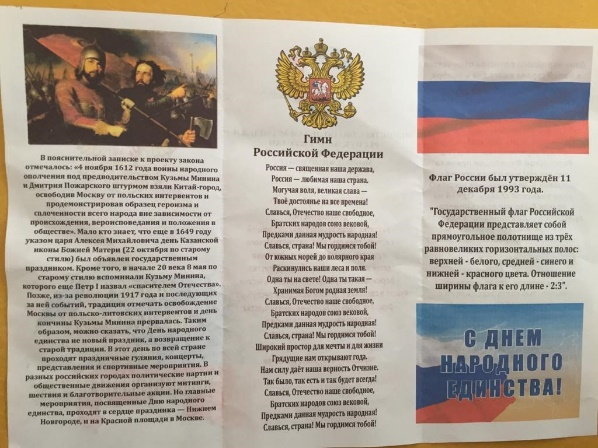 В пояснительной записке к проекту закона
отмечалось: «4 ноября 1612 года воины народного
ополчения под предводительством Кузьмы Минина
и Дмитрия Пожарского штурмом взяли Китай-город,
освободив Москву от польских интервентов и
продемонстрировав образец героизма и
сплоченности всего народа вне зависимости от
происхождения, вероисповедания и положения в
обществе». Мало кто знает, что еще в 1649 году
указом царя Алексея Михайловича день Казанской
иконы Божией Матери (22 октября по старому
стилю) был объявлен государственным
праздником. Кроме того, в начале 20 века 8 мая по
старому стилю вспоминали Кузьму Минина,
которого еще Петр I назвал «спасителем Отечества».
Позже, из-за революции 1917 года и последующих
за ней событий, традиция отмечать освобождение
Москвы от польско-литовских интервентов и день
кончины Кузьмы Минина прервалась. Таким
образом, можно сказать, что День народного
единства не новый праздник, а возвращение к
старой традиции. В этот день по всей стране
проходят праздничные гуляния, концерты,
представления и спортивные мероприятия. В
разных российских городах политические партии и
общественные движения организуют митинги,
шествия и благотворительные акции. Но главные
мероприятия, посвященные Дню народного
единства, проходят в сердце праздника — Нижнем
Новгороде, и на Красной площади в Москве.
Гимн
Российской Федерации
Россия — священная наша держава,
Россия — любимая наша страна.
Могучая воля, великая слава —
Твоё достоянье на все времена!
Славься, Отечество наше свободное,
Братских народов союз вековой,
Предками данная мудрость народная!
Славься, страна! Мы гордимся тобой!
От южных морей до полярного края
Раскинулись наши леса и поля.
Одна ты на свете! Одна ты такая —
Хранимая Богом родная земля!
Славься, Отечество наше свободное,
Братских народов союз вековой,
Предками данная мудрость народная!
Славься, страна! Мы гордимся тобой!
Широкий простор для мечты и для жизни
Грядущие нам открывают года.
Нам силу даёт наша верность Отчизне.
Так было, так есть и так будет всегда!
Славься, Отечество наше свободное,
Братских народов союз вековой,
Предками данная мудрость народная!
Славься, страна! Мы гордимся тобой!
Флаг России был утверждён 11
декабря 1993 года.
"Государственный флаг Российской
Федерации представляет собой
прямоугольное полотнище из трёх
равновеликих горизонтальных полос:
верхней - белого, средней - синего и
нижней - красного цвета. Отношение
ширины флага к его длине - 2:3".
С ДНЕМ
НАРОДНОГО
ЕДИНСТВА!